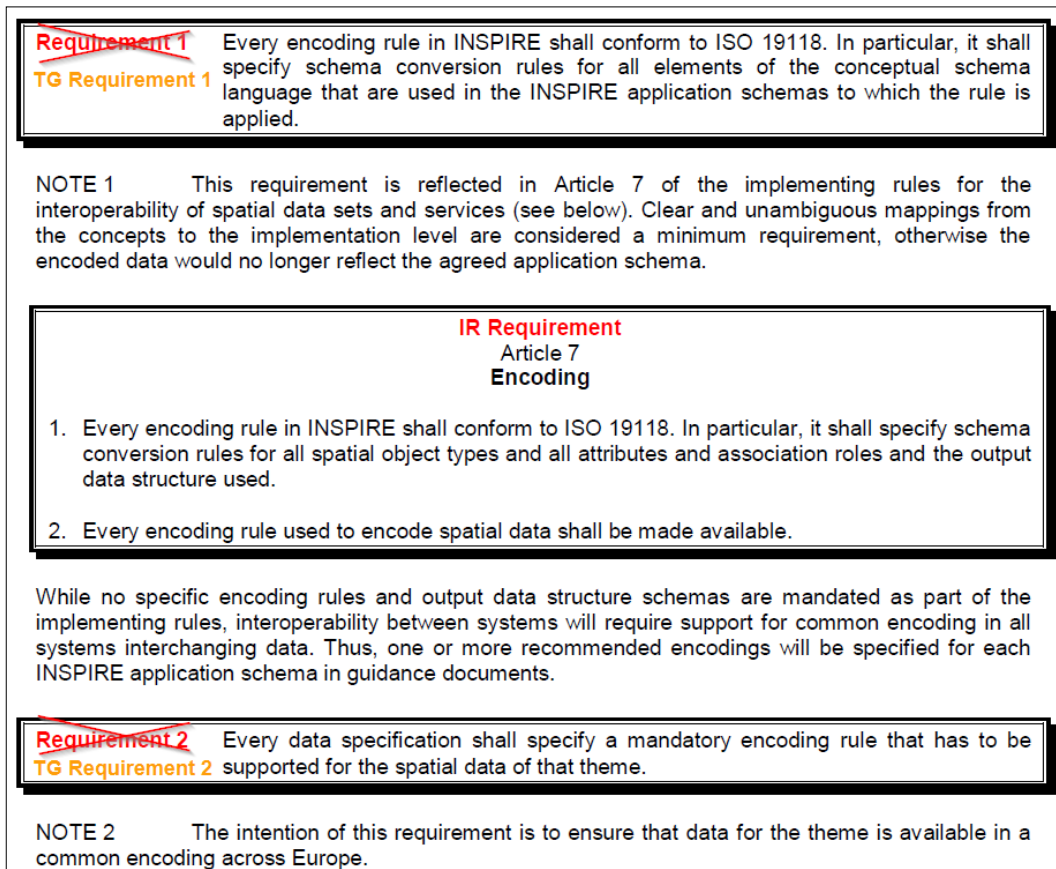 Requirement 1 Every encoding rule in INSPIRE shall conform to ISO 19118. In particular, it shall
TG Requirement 1 specify schema conversion rules for all elements of the conceptual schema
language that are used in the INSPIRE application schemas to which the rule is
applied.
NOTE 1 This requirement is reflected in Article 7 of the implementing rules for the
interoperability of spatial data sets and services (see below). Clear and unambiguous mappings from
the concepts to the implementation level are considered a minimum requirement, otherwise the
encoded data would no longer reflect the agreed application schema.
IR Requirement
Article 7
Encoding
1. Every encoding rule in INSPIRE shall conform to ISO 19118. In particular, it shall specify schema
conversion rules for all spatial object types and all attributes and association roles and the output
data structure used.
2. Every encoding rule used to encode spatial data shall be made available.
While no specific encoding rules and output data structure schemas are mandated as part of the
implementing rules, interoperability between systems will require support for common encoding in all
systems interchanging data. Thus, one or more recommended encodings will be specified for each
INSPIRE application schema in guidance documents.
Requirement 2 Every data specification shall specify a mandatory encoding rule that has to be
TG Requirement 2 supported for the spatial data of that theme.
NOTE 2 The intention of this requirement is to ensure that data for the theme is available in a
common encoding across Europe.